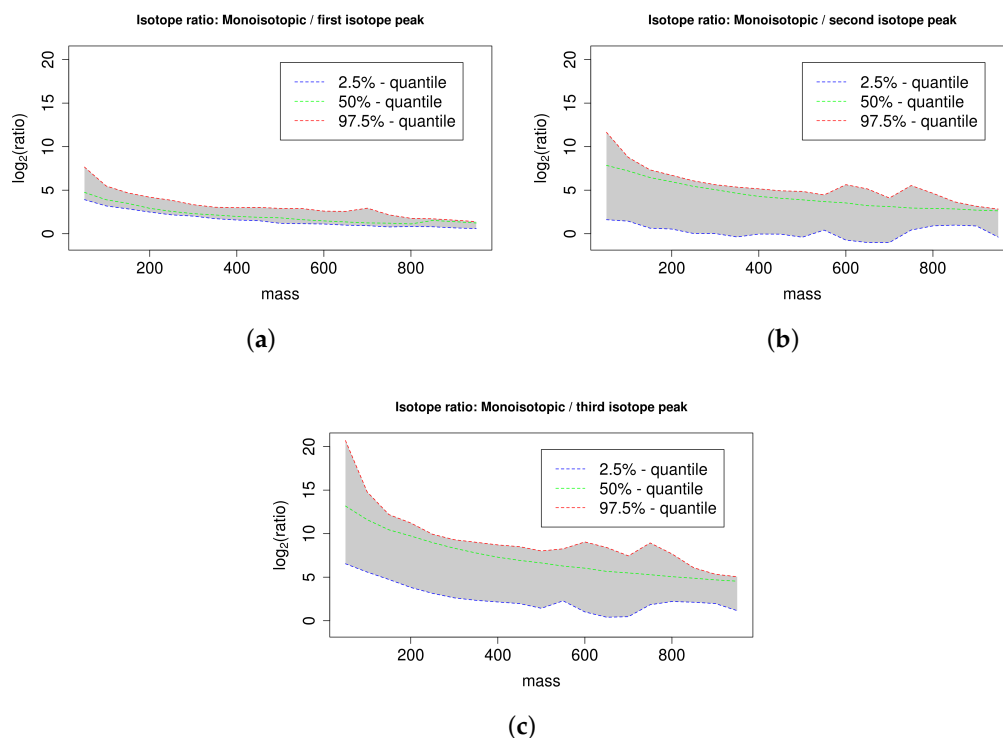 Isotope ratio: Monoisotopic / first isotope peak
log2(ratio)
20
15
10
5
0
2.5% - quantile
50% - quantile
97.5% - quantile
200 400 600 800
mass
(a)
Isotope ratio: Monoisotopic / second isotope peak
log2(ratio)
20
15
10
5
0
2.5% - quantile
50% - quantile
97.5% - quantile
200 400 600 800
mass
(b)
Isotope ratio: Monoisotopic / third isotope peak
log2(ratio)
20
15
10
5
0
2.5% - quantile
50% - quantile
97.5% - quantile
200 400 600 800
mass
(c)